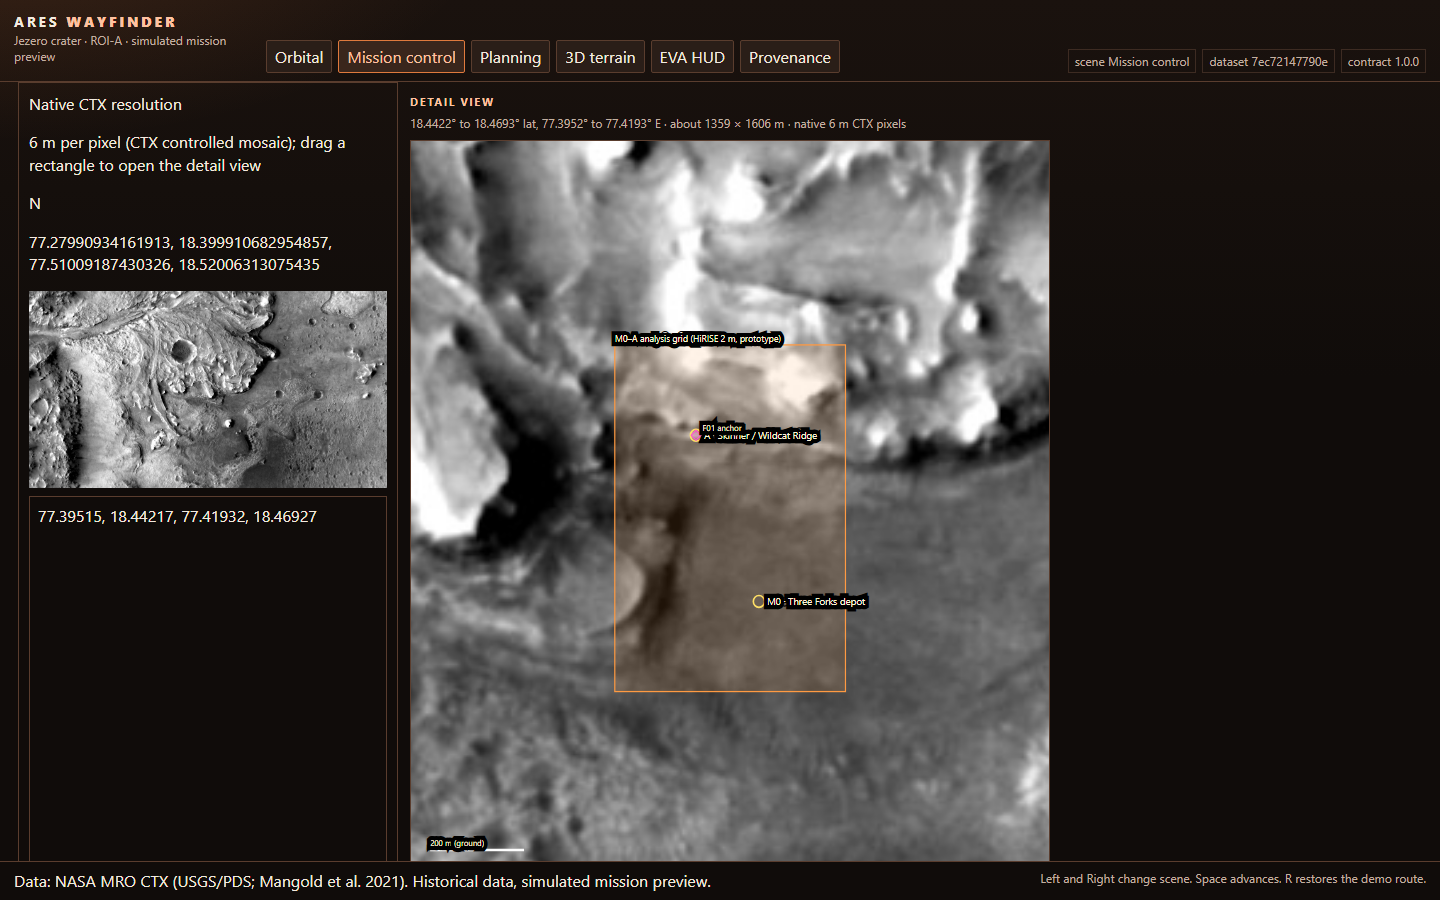 ARES WAYFINDER
Jezero crater · ROI-A · simulated mission
preview
Orbital
Mission control
Planning
3D terrain
EVA HUD
Provenance
scene Mission control
dataset 7ec72147790e
contract 1.0.0
Native CTX resolution
6 m per pixel (CTX controlled mosaic); drag a
rectangle to open the detail view
N
77.27990934161913, 18.399910682954857,
77.51009187430326, 18.52006313075435
77.39515, 18.44217, 77.41932, 18.46927
DETAIL VIEW
18.4422° to 18.4693° lat, 77.3952° to 77.4193° E · about 1359 × 1606 m · native 6 m CTX pixels
M0–A analysis grid (HiRISE 2 m, prototype)
F01 anchor
A · Skinner / Wildcat Ridge
M0 · Three Forks depot
200 m (ground)
Data: NASA MRO CTX (USGS/PDS; Mangold et al. 2021). Historical data, simulated mission preview.
Left and Right change scene. Space advances. R restores the demo route.